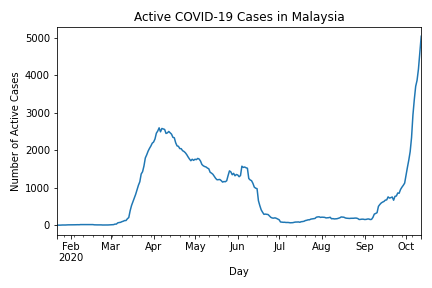 Active COVID-19 Cases in Malaysia
Number of Active Cases
5000
4000
3000
2000
1000
0
Feb Mar Apr May Jun Jul Aug Sep Oct
2020
Day